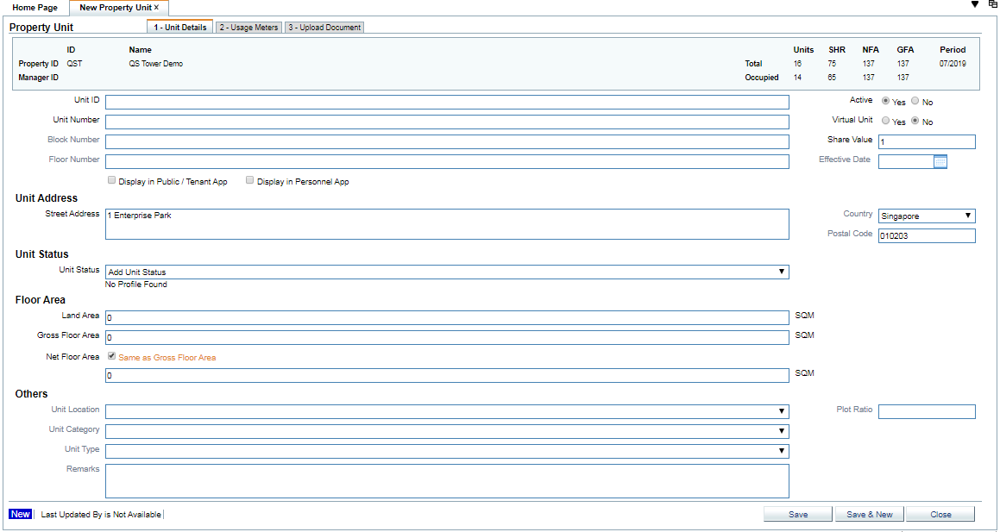 Home Page New Property Unit X
Property Unit 1 - Unit Details 2 - Usage Meters 3 - Upload Document
ID Name Units SHR NFA GFA Period
Property ID QST QS Tower Demo Total 16 75 137 137 07/2019
Manager ID Occupied 14 65 137 137
Unit ID Active Yes No
Unit Number Virtual Unit Yes No
Block Number Share Value 1
Floor Number Effective Date
Display in Public / Tenant App Display in Personnel App
Unit Address
Street Address 1 Enterprise Park Country Singapore
Postal Code 010203
Unit Status
Unit Status Add Unit Status
No Profile Found
Floor Area
Land Area 0 SQM
Gross Floor Area 0 SQM
Net Floor Area Same as Gross Floor Area
0 SQM
Others
Unit Location Plot Ratio
Unit Category
Unit Type
Remarks
New Last Updated By is Not Available Save Save & New Close